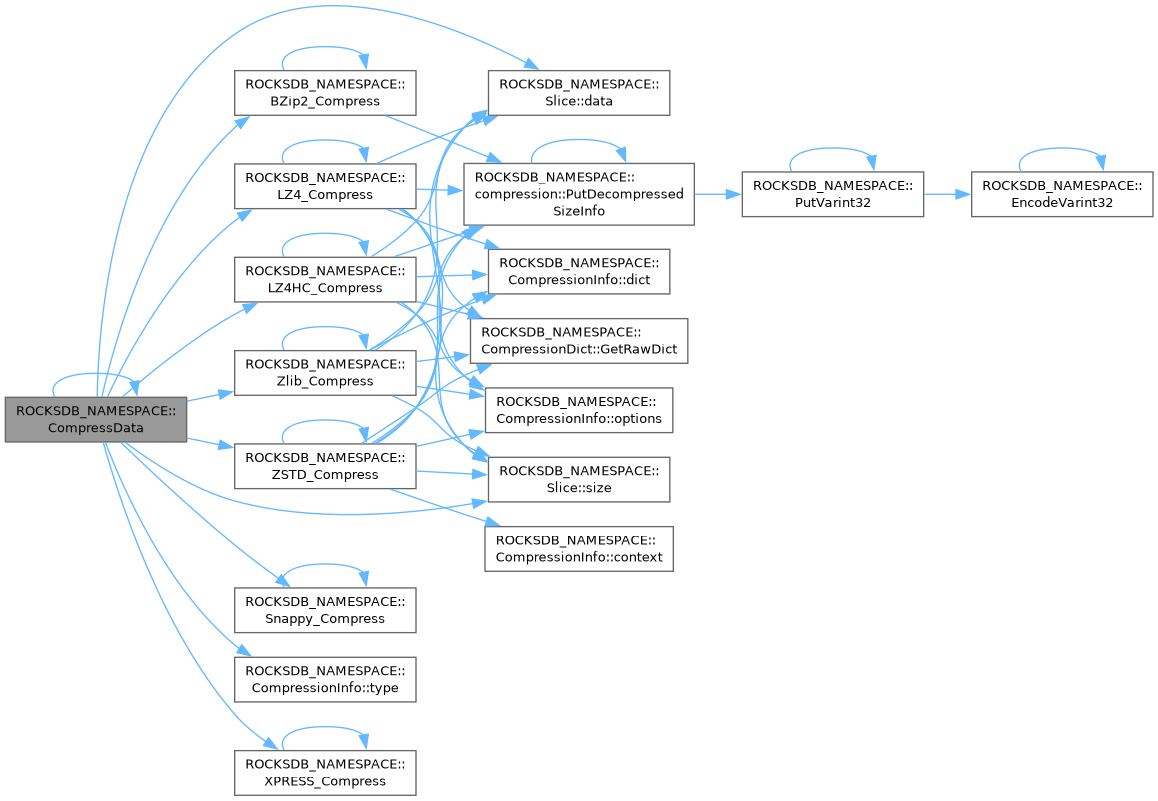 ROCKSDB_NAMESPACE::
CompressData
ROCKSDB_NAMESPACE::
BZip2_Compress
ROCKSDB_NAMESPACE::
LZ4_Compress
ROCKSDB_NAMESPACE::
LZ4HC_Compress
ROCKSDB_NAMESPACE::
Zlib_Compress
ROCKSDB_NAMESPACE::
ZSTD_Compress
ROCKSDB_NAMESPACE::
Snappy_Compress
ROCKSDB_NAMESPACE::
CompressionInfo::type
ROCKSDB_NAMESPACE::
XPRESS_Compress
ROCKSDB_NAMESPACE::
Slice::data
ROCKSDB_NAMESPACE::
compression::PutDecompressed
SizeInfo
ROCKSDB_NAMESPACE::
CompressionInfo::dict
ROCKSDB_NAMESPACE::
CompressionDict::GetRawDict
ROCKSDB_NAMESPACE::
CompressionInfo::options
ROCKSDB_NAMESPACE::
Slice::size
ROCKSDB_NAMESPACE::
CompressionInfo::context
ROCKSDB_NAMESPACE::
PutVarint32
ROCKSDB_NAMESPACE::
EncodeVarint32